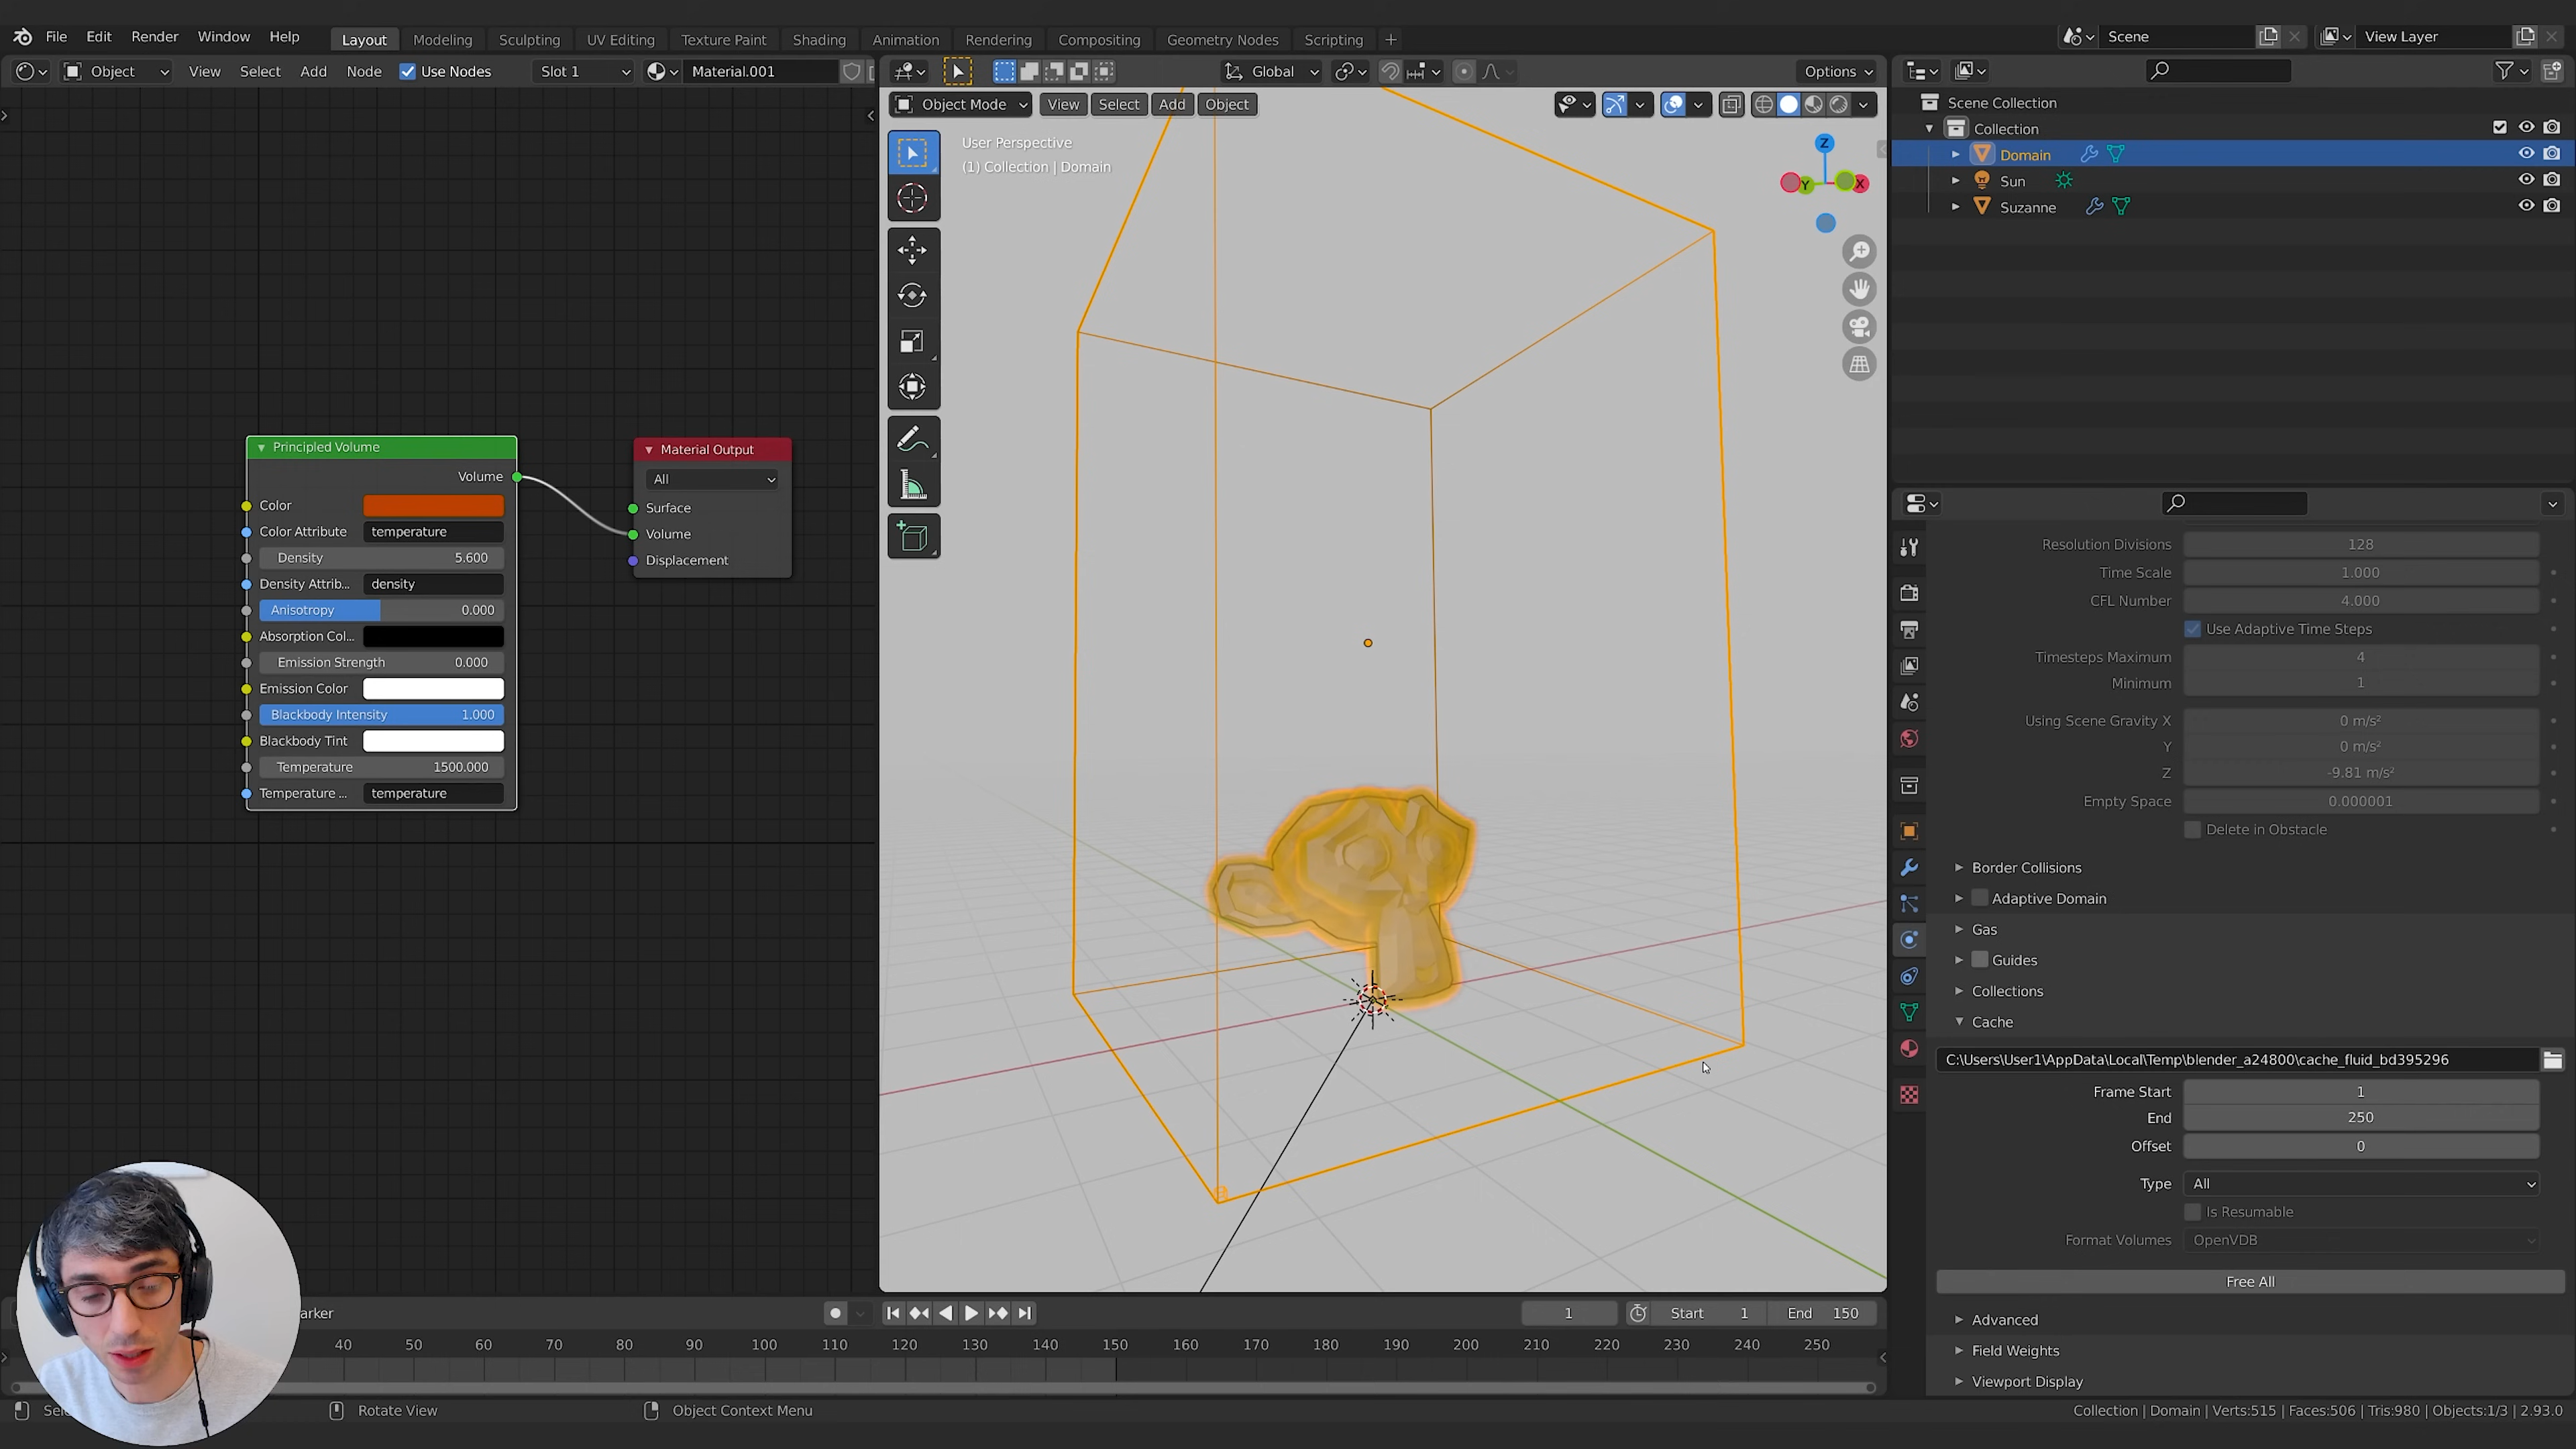 File Edit Render Window Help Layout Modeling Sculpting UV Editing Texture Paint Shading Animation Rendering Compositing Geometry Nodes Scripting + Scene View Layer
Object View Select Add Node Use Nodes Slot 1 Material.001 Global Options
Object Mode View Select Add Object
User Perspective
(1) Collection | Domain
Z
Y
X
Principled Volume
Volume
Color
Color Attribute temperature
Density 5.600
Density Attrib... density
Anisotropy 0.000
Absorption Col...
Emission Strength 0.000
Emission Color
Blackbody Intensity 1.000
Blackbody Tint
Temperature 1500.000
Temperature ... temperature
Material Output
All
Surface
Volume
Displacement
Scene Collection
Collection
Domain
Sun
Suzanne
Resolution Divisions 128
Time Scale 1.000
CFL Number 4.000
Use Adaptive Time Steps
Timesteps Maximum 4
Minimum 1
Using Scene Gravity X 0 m/s²
Y 0 m/s²
Z -9.81 m/s²
Empty Space 0.000001
Delete in Obstacle
Border Collisions
Adaptive Domain
Gas
Guides
Collections
Cache
C:\Users\User1\AppData\Local\Temp\blender_a24800\cache_fluid_bd395296
Frame Start 1
End 250
Offset 0
Type All
Is Resumable
Format Volumes OpenVDB
Free All
Advanced
Field Weights
Viewport Display
arker 1 Start 1 End 150
40 50 60 70 80 90 100 110 120 130 140 150 160 170 180 190 200 210 220 230 240 250
Rotate View Object Context Menu Collection | Domain | Verts:515 | Faces:506 | Tris:980 | Objects:1/3 | 2.93.0